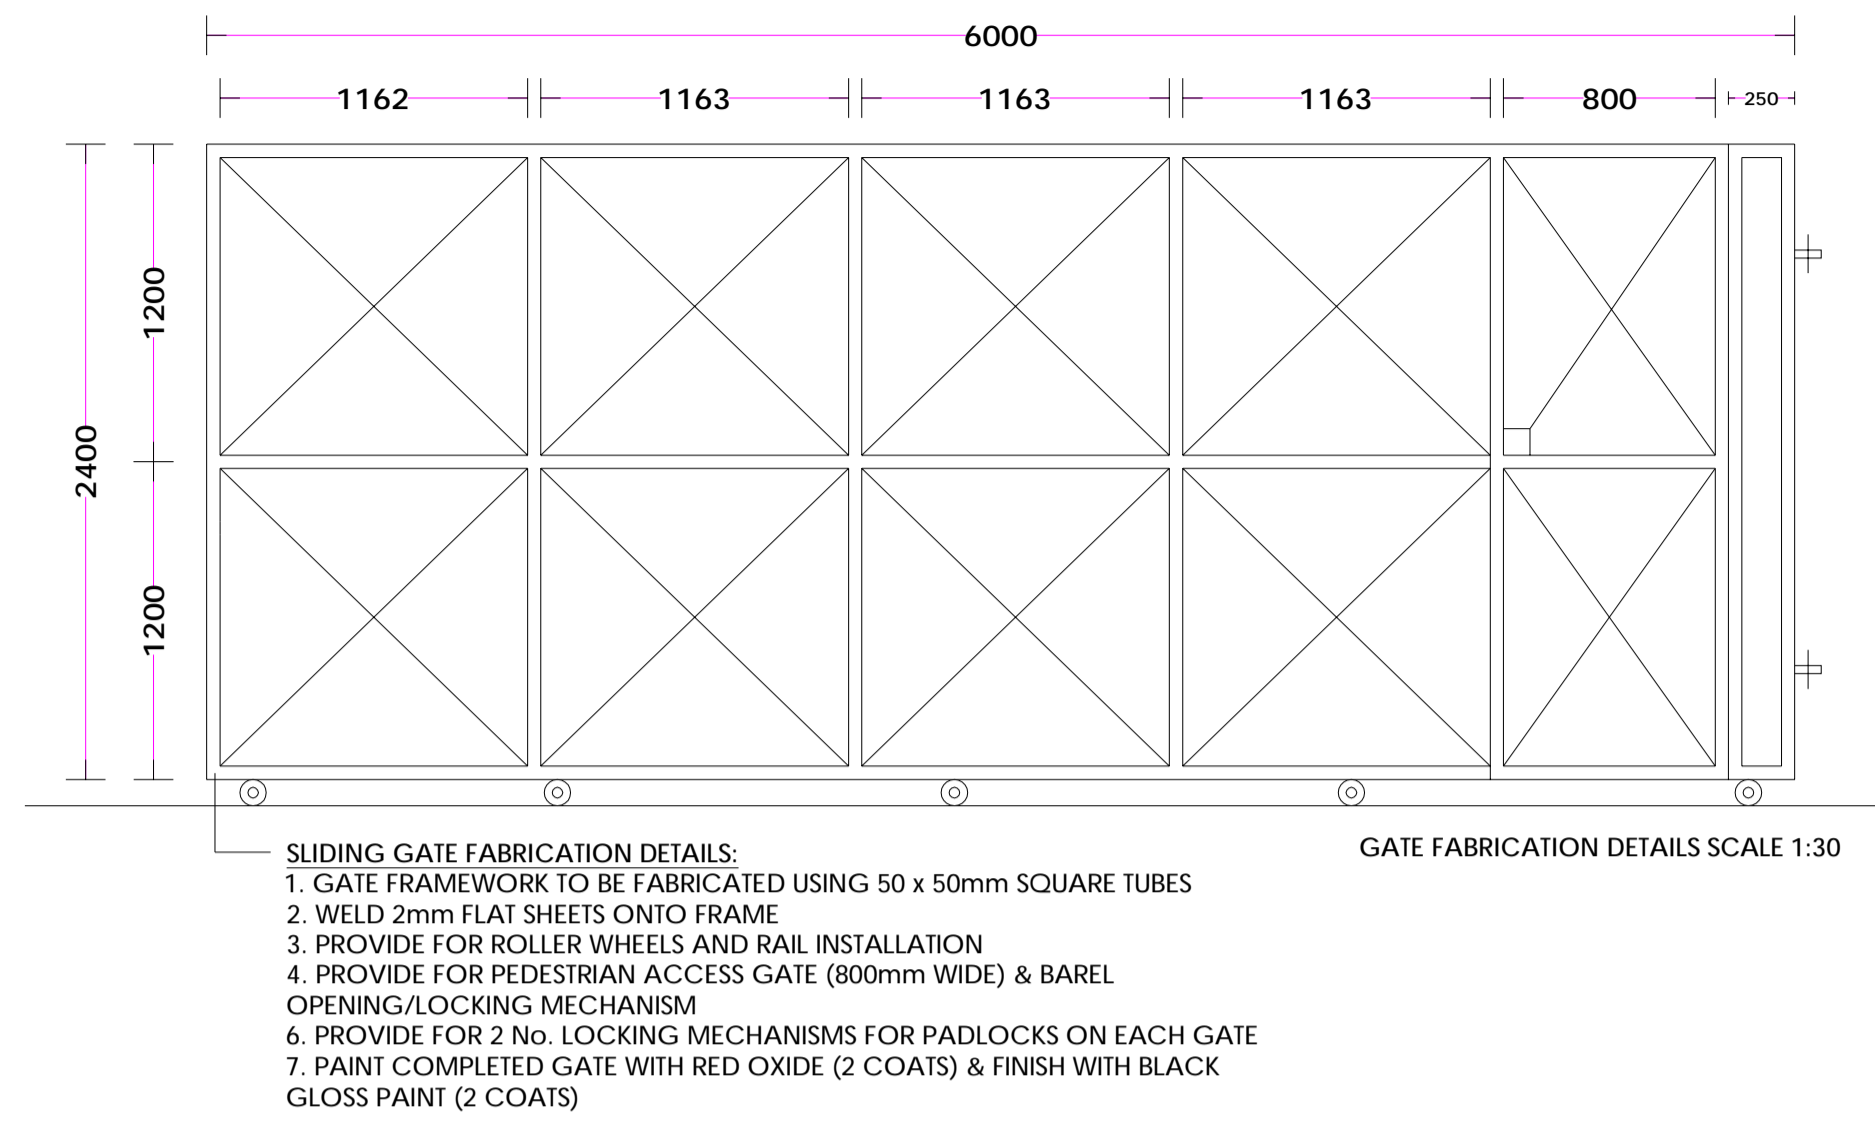 6000
1162 1163 1163 1163 800 250
1200
2400
1200
SLIDING GATE FABRICATION DETAILS:
GATE FABRICATION DETAILS SCALE 1:30
1. GATE FRAMEWORK TO BE FABRICATED USING 50 x 50mm SQUARE TUBES
2. WELD 2mm FLAT SHEETS ONTO FRAME
3. PROVIDE FOR ROLLER WHEELS AND RAIL INSTALLATION
4. PROVIDE FOR PEDESTRIAN ACCESS GATE (800mm WIDE) & BAREL
OPENING/LOCKING MECHANISM
6. PROVIDE FOR 2 No. LOCKING MECHANISMS FOR PADLOCKS ON EACH GATE
7. PAINT COMPLETED GATE WITH RED OXIDE (2 COATS) & FINISH WITH BLACK
GLOSS PAINT (2 COATS)